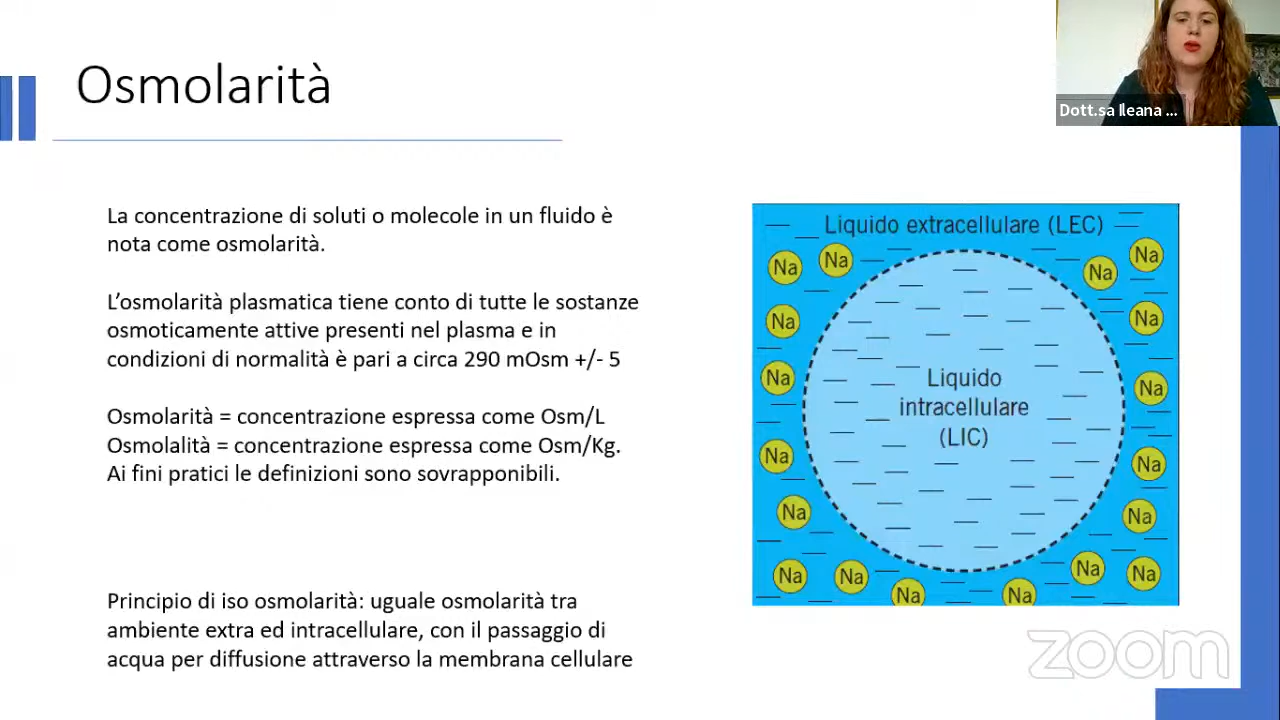 Osmolarità
Dott.sa Ileana ...
La concentrazione di soluti o molecole in un fluido è
nota come osmolarità.
L’osmolarità plasmatica tiene conto di tutte le sostanze
osmoticamente attive presenti nel plasma e in
condizioni di normalità è pari a circa 290 mOsm +/- 5
Osmolarità = concentrazione espressa come Osm/L
Osmolalità = concentrazione espressa come Osm/Kg.
Ai fini pratici le definizioni sono sovrapponibili.
Principio di iso osmolarità: uguale osmolarità tra
ambiente extra ed intracellulare, con il passaggio di
acqua per diffusione attraverso la membrana cellulare
Liquido extracellulare (LEC)
Na
Na
Na
Na
Na
Na
Na
Na
Liquido
intracellulare
(LIC)
Na
Na
Na
Na
Na
Na
Na
Na
Na
Na
Na
zoom